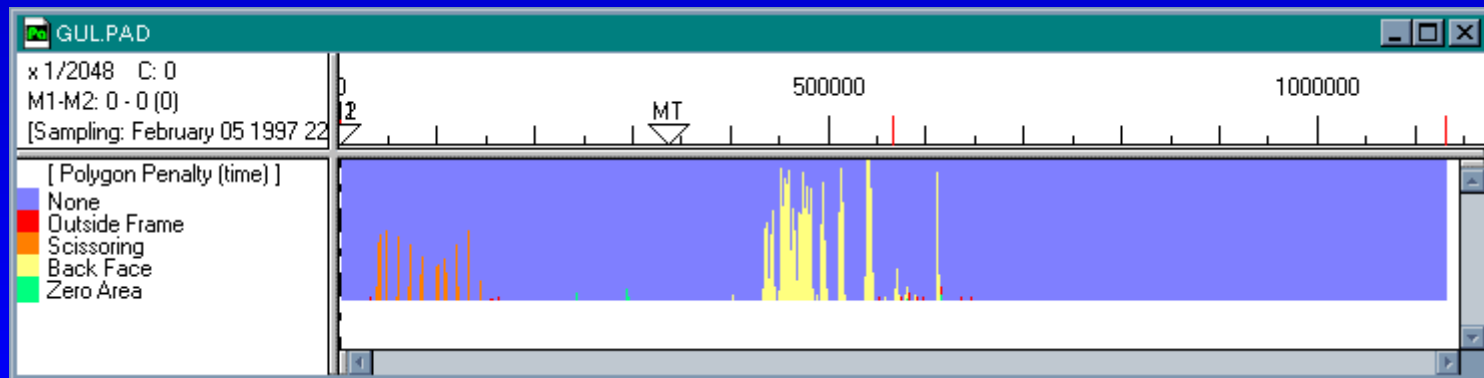 GUL.PAD
x 1/2048 C: 0
M1-M2: 0 - 0 (0)
[Sampling: February 05 1997 22
0
500000
1000000
MT
[ Polygon Penalty (time) ]
None
Outside Frame
Scissoring
Back Face
Zero Area